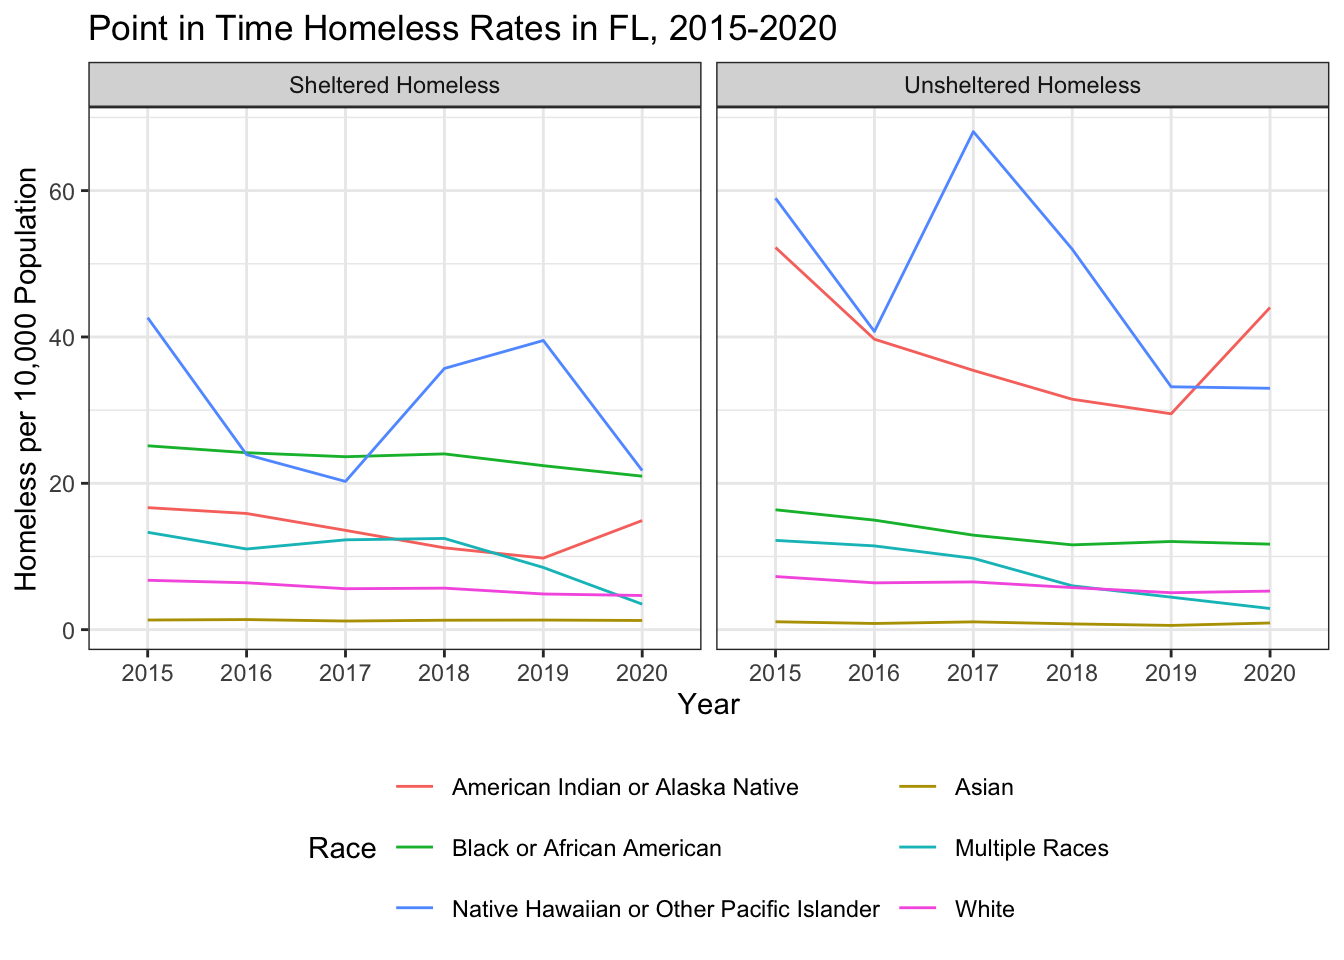 Point in Time Homeless Rates in FL, 2015-2020
Sheltered Homeless
Unsheltered Homeless
Homeless per 10,000 Population
60
40
20
0
2015 2016 2017 2018 2019 2020
2015 2016 2017 2018 2019 2020
Year
Race
American Indian or Alaska Native
Black or African American
Native Hawaiian or Other Pacific Islander
Asian
Multiple Races
White